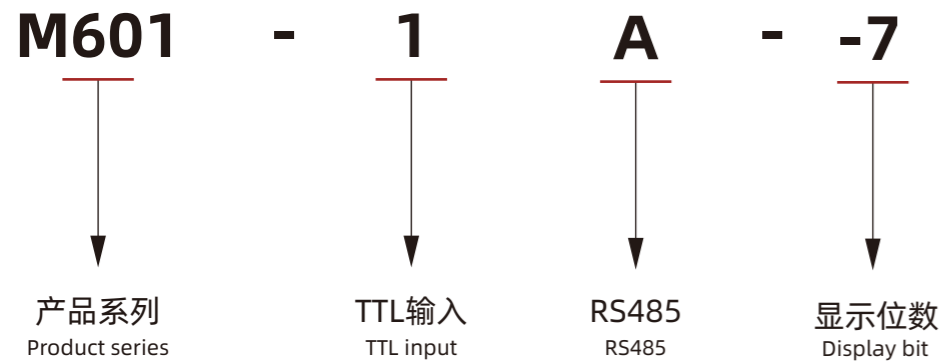 M601 - 1 A - -7
产品系列 TTL输入 RS485 显示位数
Product series TTL input RS485 Display bit